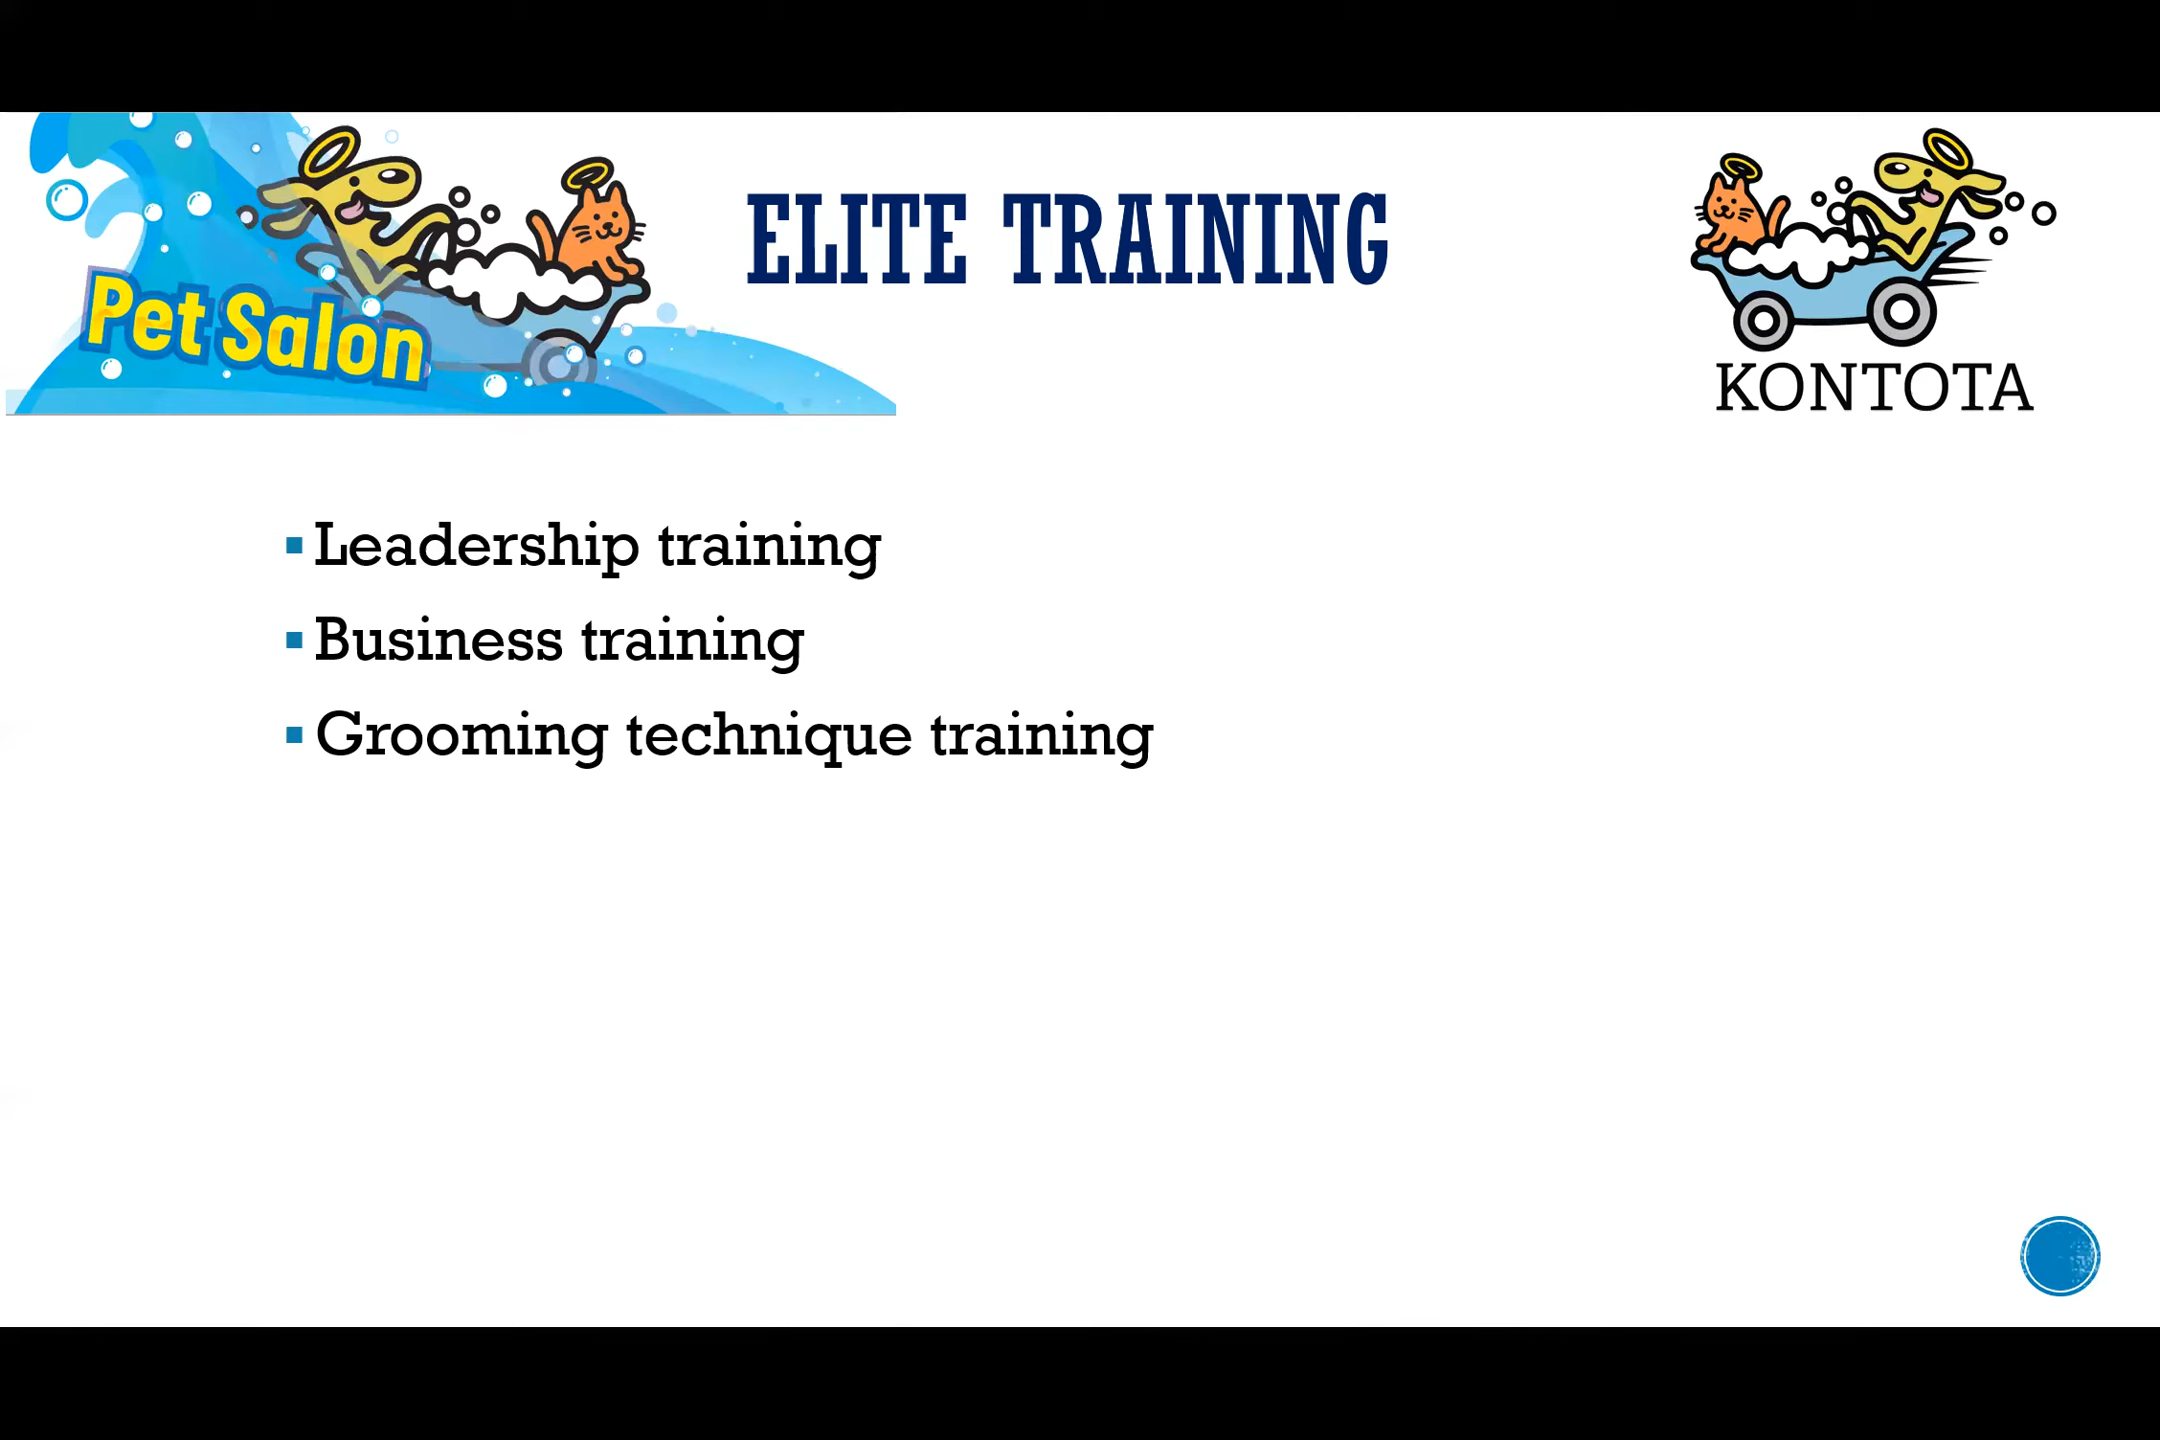 Pet Salon
ELITE TRAINING
KONTOTA
▪ Leadership training
▪ Business training
▪ Grooming technique training